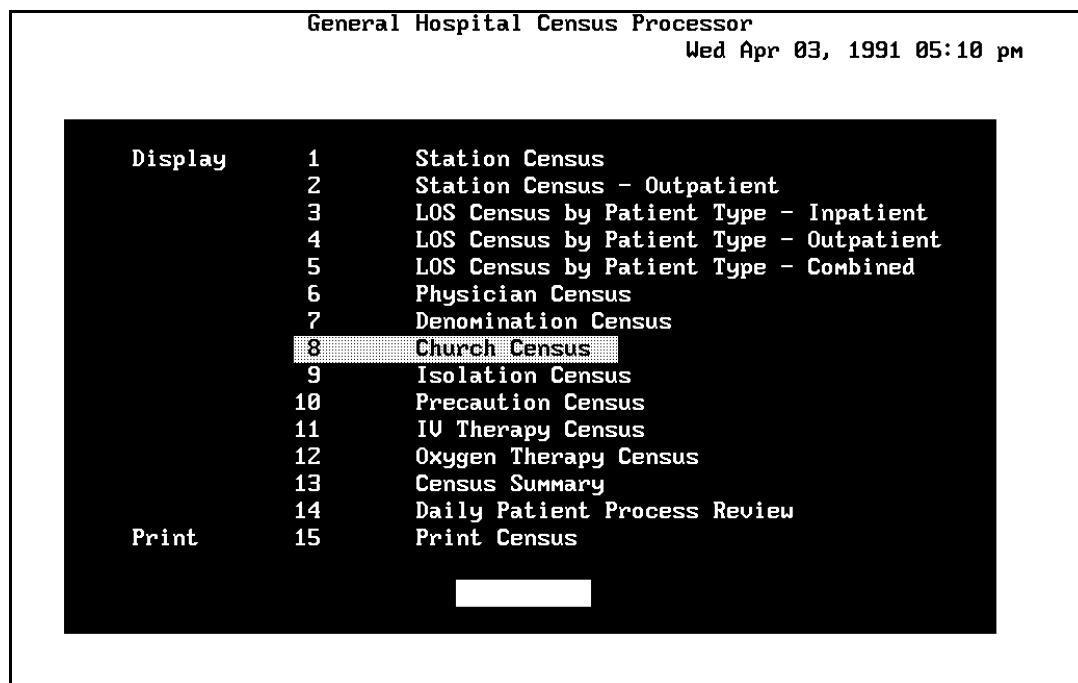 General Hospital Census Processor
Wed Apr 03, 1991 05:10 pm
Display 1 Station Census
2 Station Census - Outpatient
3 LOS Census by Patient Type - Inpatient
4 LOS Census by Patient Type - Outpatient
5 LOS Census by Patient Type - Combined
6 Physician Census
7 Denomination Census
8 Church Census
9 Isolation Census
10 Precaution Census
11 IV Therapy Census
12 Oxygen Therapy Census
13 Census Summary
14 Daily Patient Process Review
Print 15 Print Census